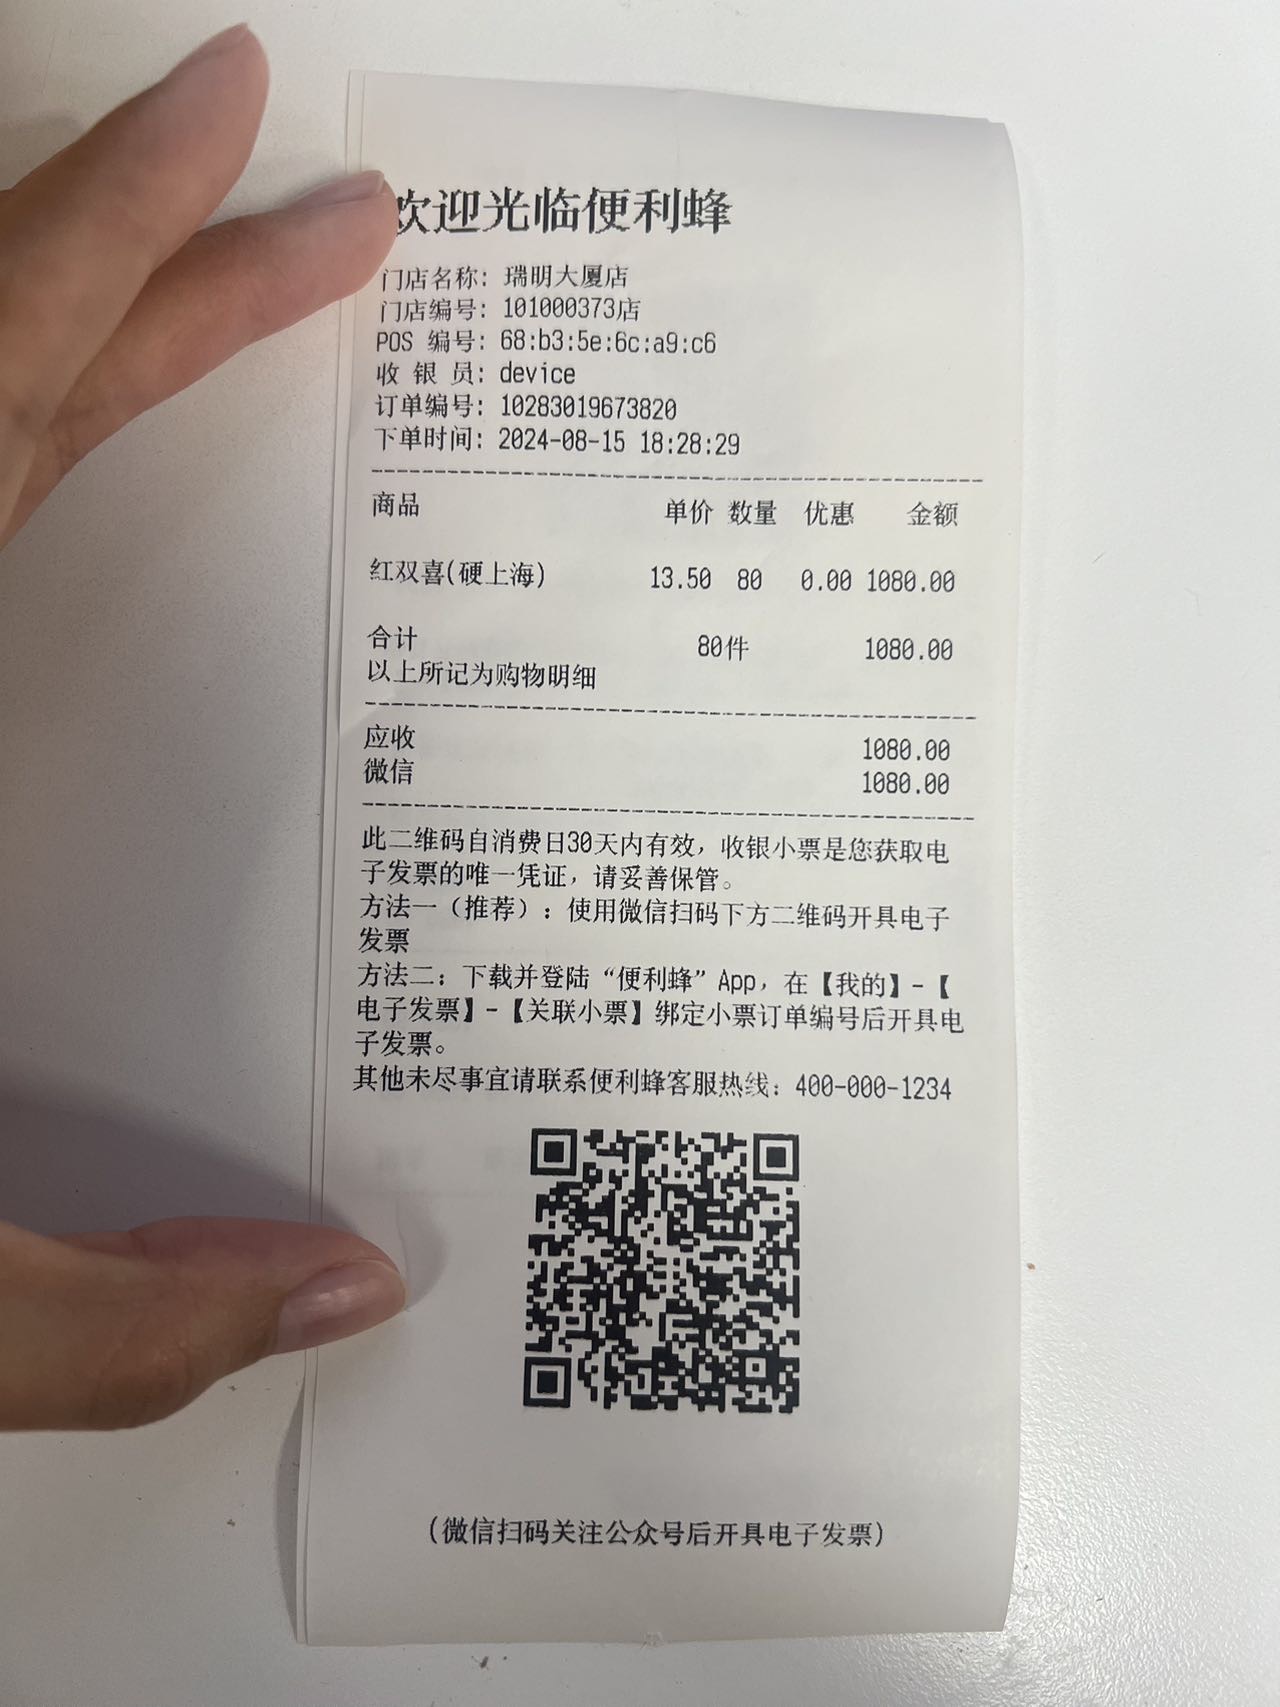 欢迎光临便利蜂
门店名称: 瑞明大厦店
门店编号: 101000373店
POS 编号: 68:b3:5e:6c:a9:c6
收 银 员: device
订单编号: 10283019673820
下单时间: 2024-08-15 18:28:29
商品 单价 数量 优惠 金额
红双喜(硬上海) 13.50 80 0.00 1080.00
合计 80件 1080.00
以上所记为购物明细
应收 1080.00
微信 1080.00
此二维码自消费日30天内有效，收银小票是您获取电
子发票的唯一凭证，请妥善保管。
方法一（推荐）：使用微信扫码下方二维码开具电子
发票
方法二：下载并登陆“便利蜂”App，在【我的】-【
电子发票】-【关联小票】绑定小票订单编号后开具电
子发票。
其他未尽事宜请联系便利蜂客服热线：400-000-1234
(微信扫码关注公众号后开具电子发票)